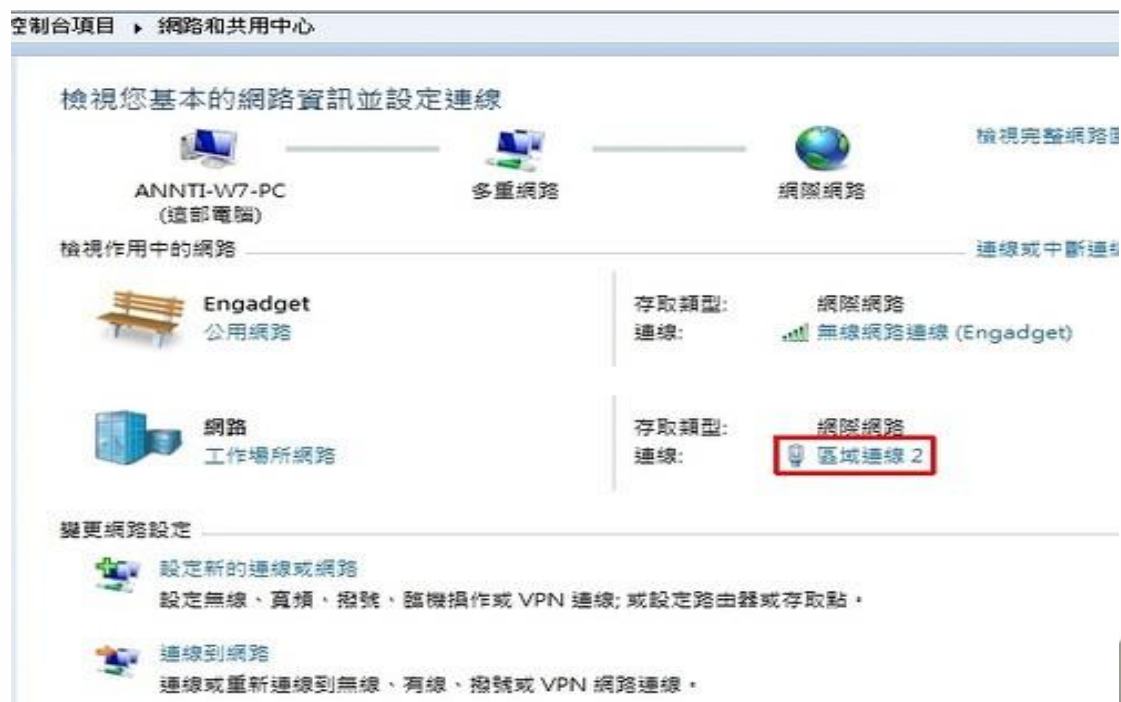 控制台項目 ▸ 網路和共用中心
檢視您基本的網路資訊並設定連線
檢視完整網路
ANNTI-W7-PC
(這部電腦)
多重網路
網際網路
檢視作用中的網路
連線或中斷連
Engadget
公用網路
存取類型:
網際網路
連線:
無線網路連線 (Engadget)
網路
工作場所網路
存取類型:
網際網路
連線:
區域連線 2
變更網路設定
設定新的連線或網路
設定無線、寬頻、撥號、臨機操作或 VPN 連線; 或設定路由器或存取點。
連線到網路
連線或重新連線到無線、有線、撥號或 VPN 網路連線。